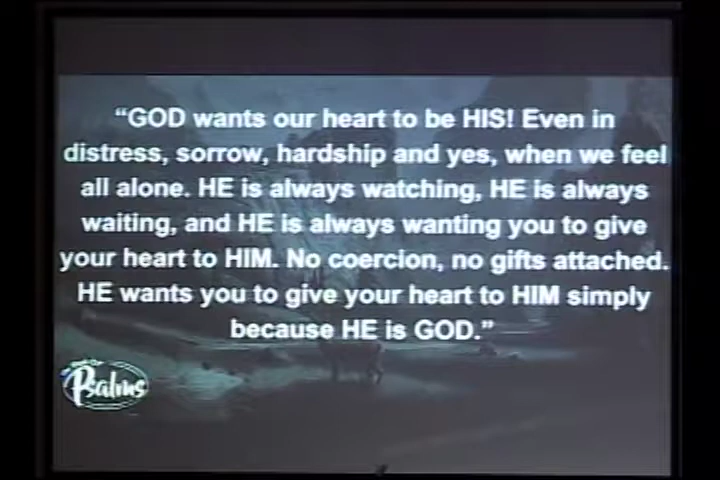 “GOD wants our heart to be HIS! Even in
distress, sorrow, hardship and yes, when we feel
all alone. HE is always watching, HE is always
waiting, and HE is always wanting you to give
your heart to HIM. No coercion, no gifts attached.
HE wants you to give your heart to HIM simply
because HE is GOD.”
Psalms